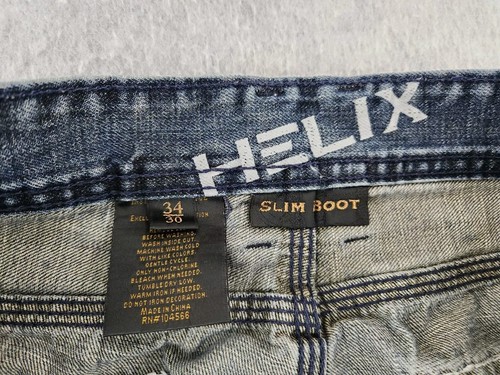 HELIX
34
30
SLIM BOOT
BEFORE WEARING
WASH INSIDE OUT.
MACHINE WASH COLD
WITH LIKE COLORS.
GENTLE CYCLE.
ONLY NON-CHLORINE
BLEACH WHEN NEEDED.
TUMBLE DRY LOW.
WARM IRON IF NEEDED.
DO NOT IRON DECORATION.
MADE IN CHINA
RN#104566